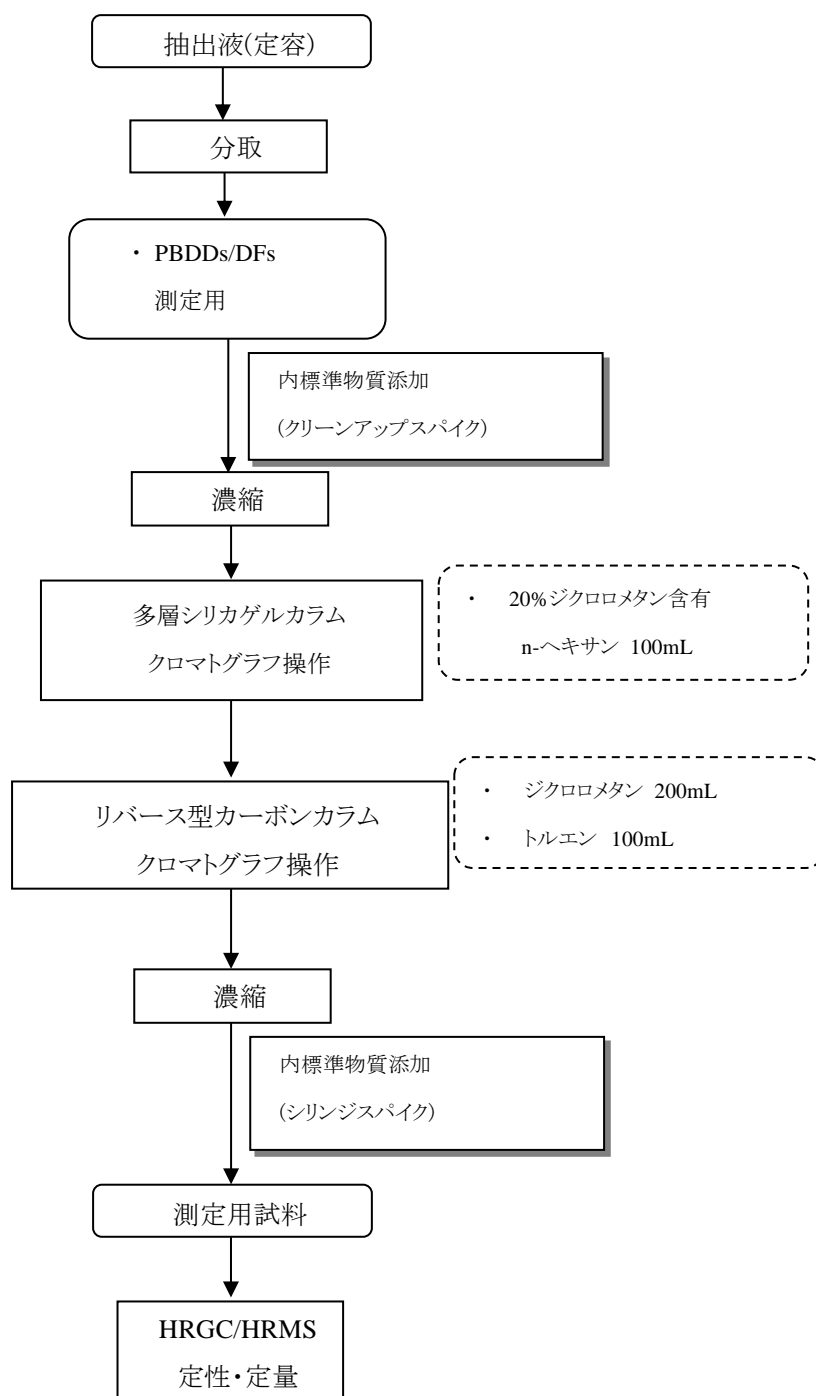 抽出液(定容)
分取
・ PBDDs/DFs
測定用
内標準物質添加
(クリーンアップスパイク)
濃縮
多層シリカゲルカラム
クロマトグラフ操作
・ 20%ジクロロメタン含有
n-ヘキサン 100mL
リバース型カーボンカラム
クロマトグラフ操作
・ ジクロロメタン 200mL
・ トルエン 100mL
濃縮
内標準物質添加
(シリンジスパイク)
測定用試料
HRGC/HRMS
定性・定量